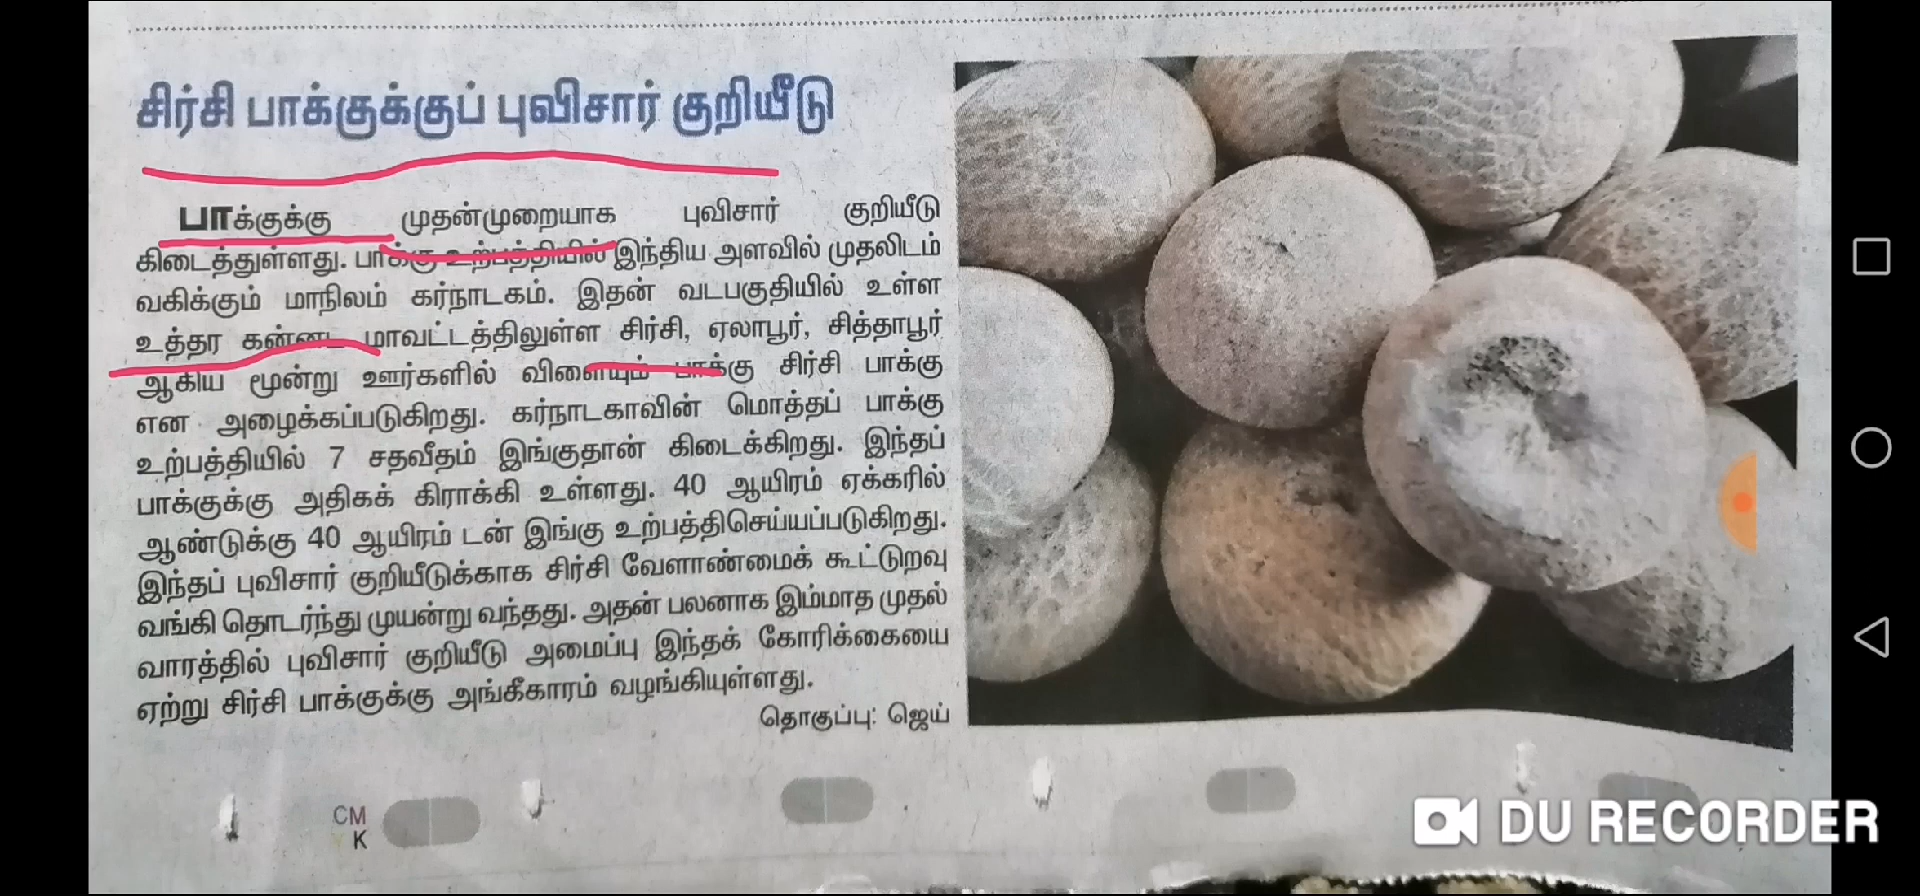 சிர்சி பாக்குக்குப் புவிசார் குறியீடு
பாக்குக்கு முதன்முறையாக புவிசார் குறியீடு
கிடைத்துள்ளது. பாக்கு உற்பத்தியில் இந்திய அளவில் முதலிடம்
வகிக்கும் மாநிலம் கர்நாடகம். இதன் வடபகுதியில் உள்ள
உத்தர கன்னட மாவட்டத்திலுள்ள சிர்சி, ஏலாபூர், சித்தாபூர்
ஆகிய மூன்று ஊர்களில் விளையும் பாக்கு சிர்சி பாக்கு
என அழைக்கப்படுகிறது. கர்நாடகாவின் மொத்தப் பாக்கு
உற்பத்தியில் 7 சதவீதம் இங்குதான் கிடைக்கிறது. இந்தப்
பாக்குக்கு அதிகக் கிராக்கி உள்ளது. 40 ஆயிரம் ஏக்கரில்
ஆண்டுக்கு 40 ஆயிரம் டன் இங்கு உற்பத்திசெய்யப்படுகிறது.
இந்தப் புவிசார் குறியீடுக்காக சிர்சி வேளாண்மைக் கூட்டுறவு
வங்கி தொடர்ந்து முயன்று வந்தது. அதன் பலனாக இம்மாத முதல்
வாரத்தில் புவிசார் குறியீடு அமைப்பு இந்தக் கோரிக்கையை
ஏற்று சிர்சி பாக்குக்கு அங்கீகாரம் வழங்கியுள்ளது.
தொகுப்பு: ஜெய்
CM
YK
DU RECORDER